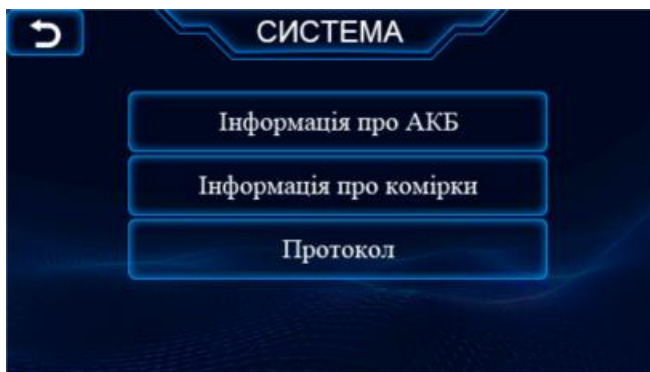 СИСТЕМА
Інформація про АКБ
Інформація про комірки
Протокол